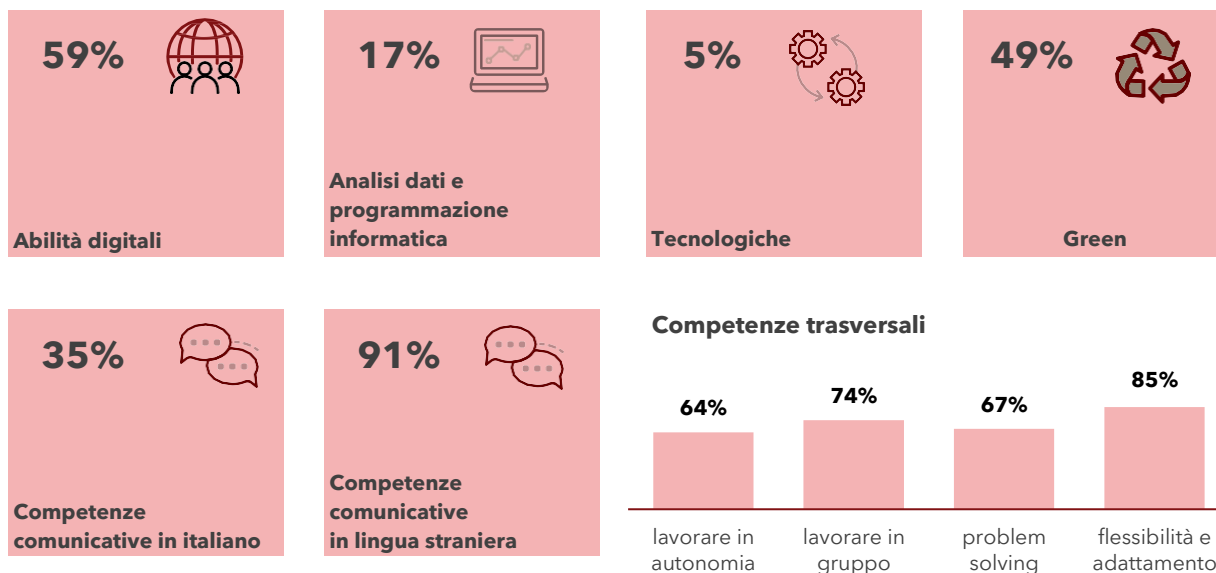 59%
Abilità digitali
17%
Analisi dati e
programmazione
informatica
5%
Tecnologiche
49%
Green
35%
Competenze
comunicative in italiano
91%
Competenze
comunicative
in lingua straniera
Competenze trasversali
64%
74%
67%
85%
lavorare in
autonomia
lavorare in
gruppo
problem
solving
flessibilità e
adattamento